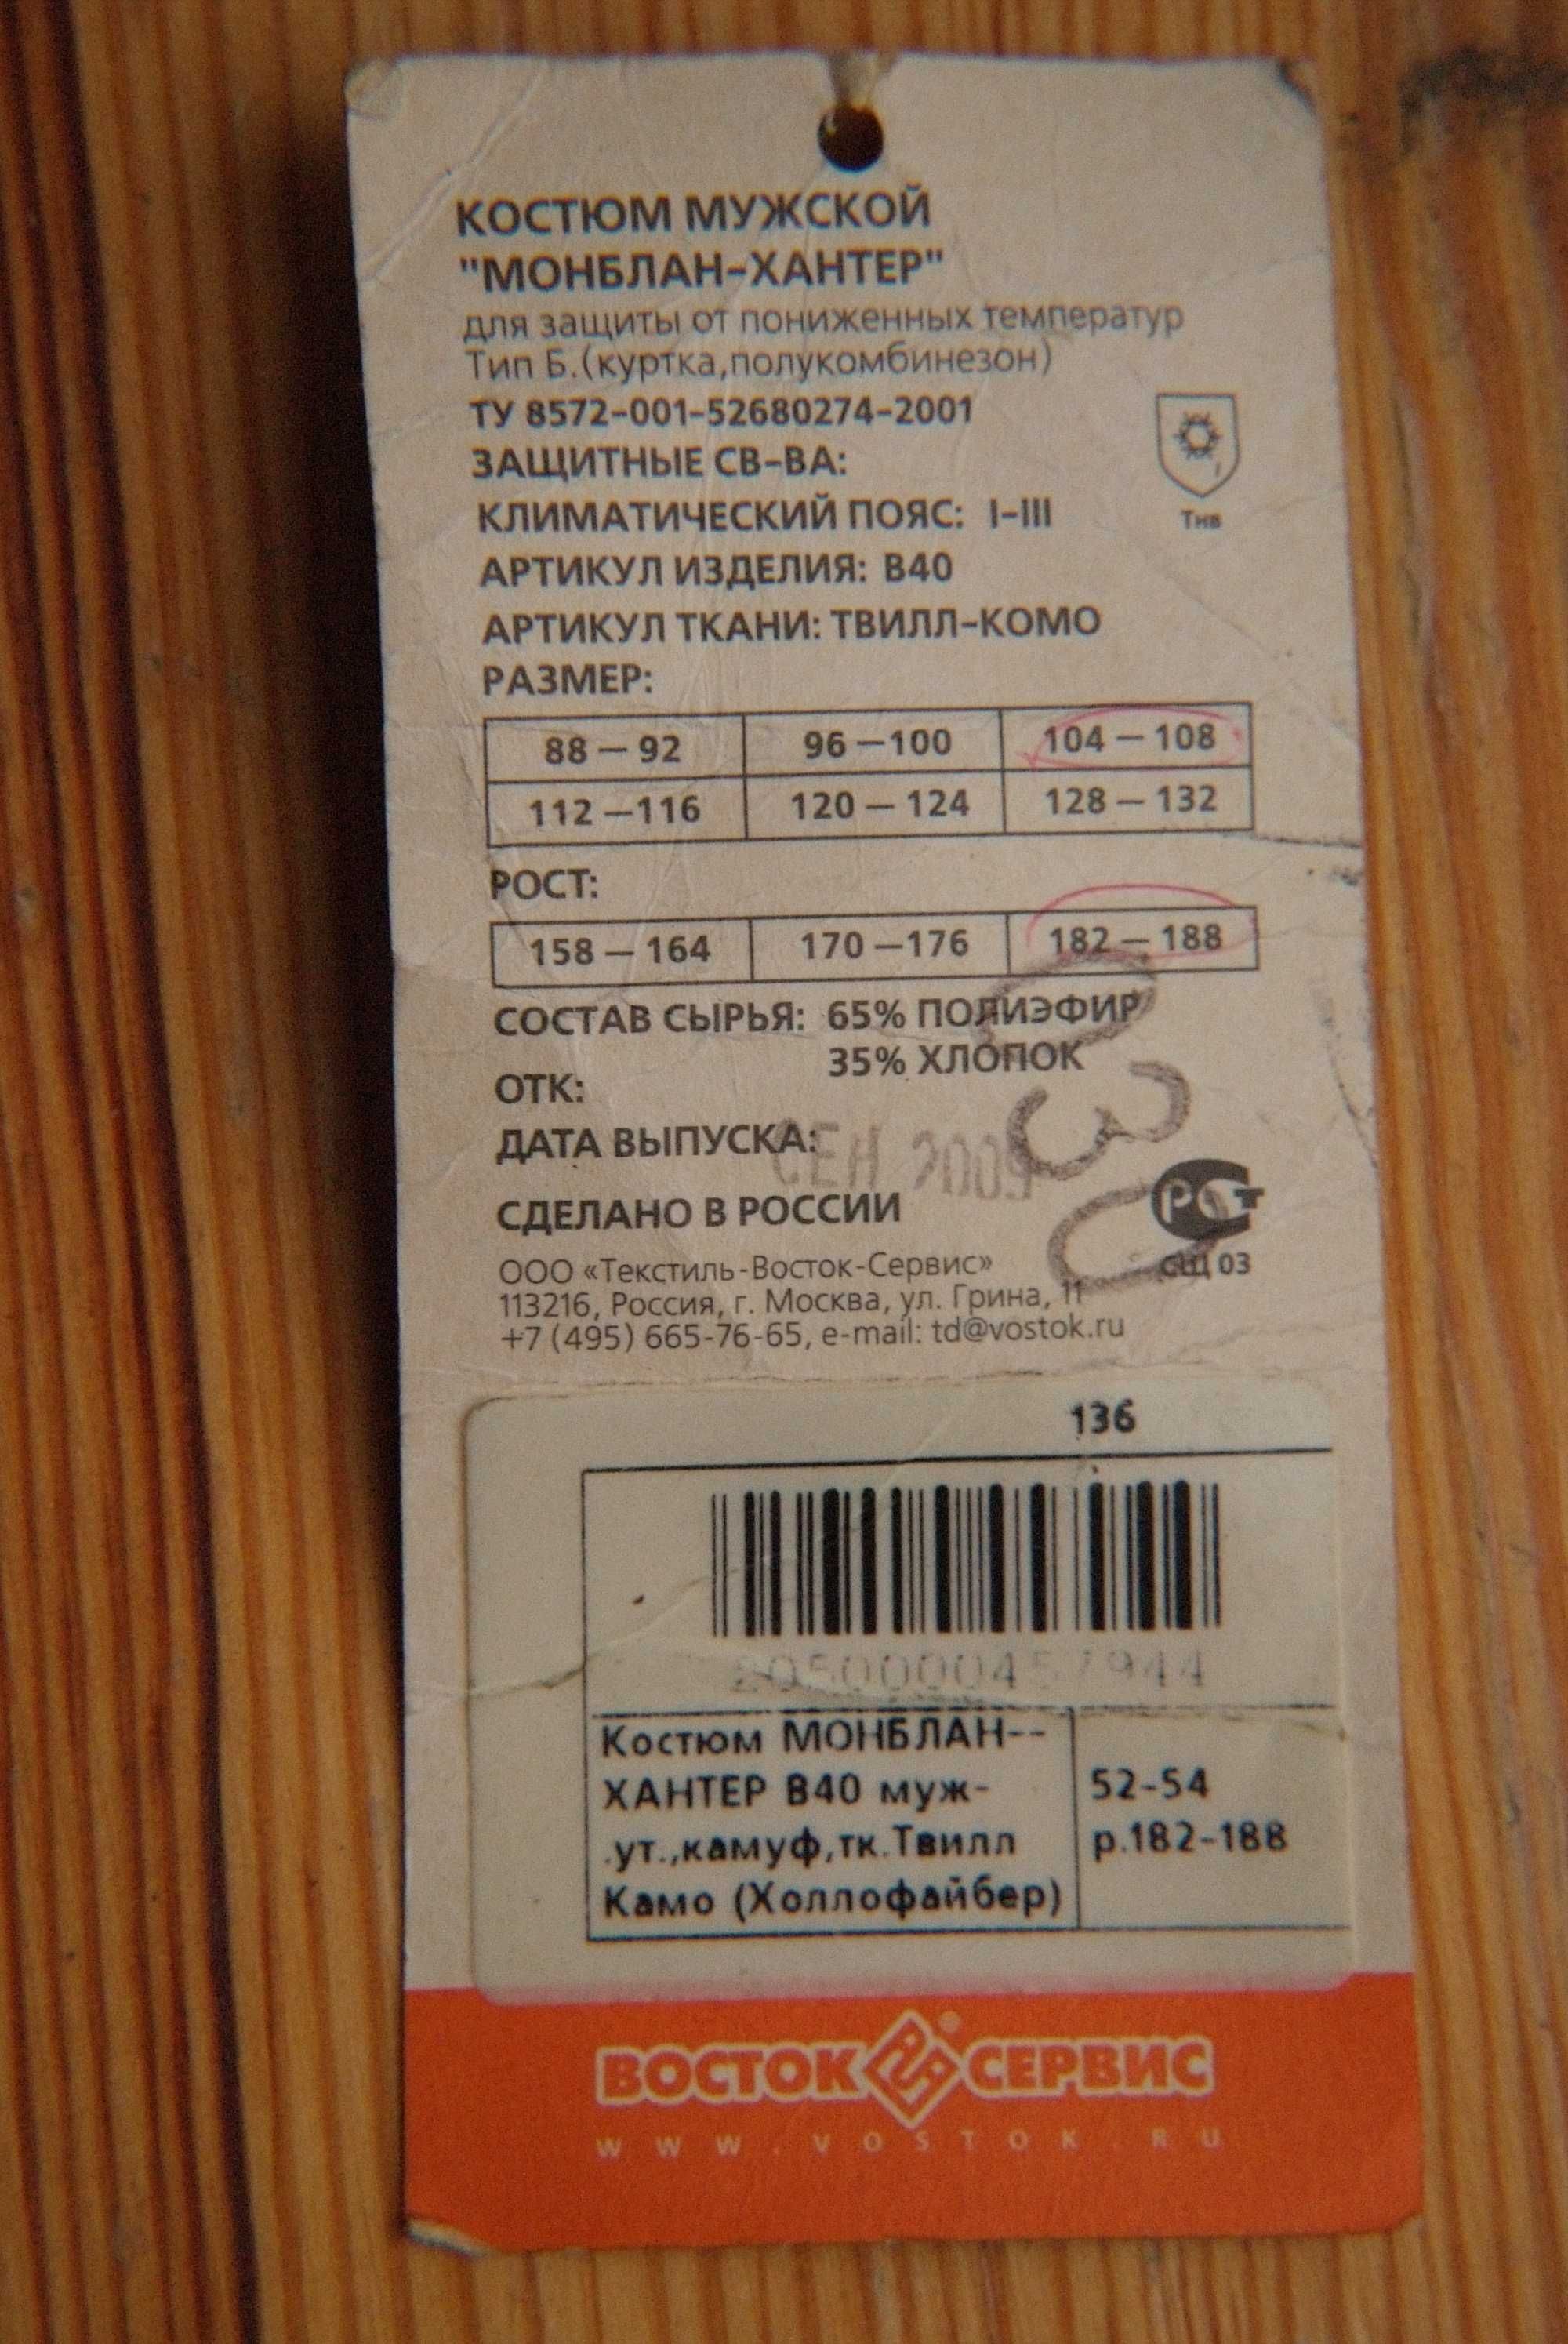 КОСТЮМ МУЖСКОЙ
"МОНБЛАН-ХАНТЕР"
для защиты от пониженных температур
Тип Б.(куртка,полукомбинезон)
ТУ 8572-001-52680274-2001
ЗАЩИТНЫЕ СВ-ВА:
Тнв
КЛИМАТИЧЕСКИЙ ПОЯС: I-III
АРТИКУЛ ИЗДЕЛИЯ: В40
АРТИКУЛ ТКАНИ: ТВИЛЛ-КОМО
РАЗМЕР:
88 — 92 96 —100 104 — 108
112 —116 120 — 124 128 — 132
РОСТ:
158 — 164 170 —176 182 — 188
СОСТАВ СЫРЬЯ: 65% ПОЛИЭФИР
35% ХЛОПОК
ОТК:
ДАТА ВЫПУСКА: СЕН 2009
СДЕЛАНО В РОССИИ
РСТ
03
ООО «Текстиль-Восток-Сервис»
113216, Россия, г. Москва, ул. Грина, 11
+7 (495) 665-76-65, e-mail: td@vostok.ru
136
Костюм МОНБЛАН--
ХАНТЕР В40 муж-
.ут.,камуф,тк.Твилл
Камо (Холлофайбер)
52-54
р.182-188
ВОСТОК СЕРВИС
WWW.VOSTOK.RU